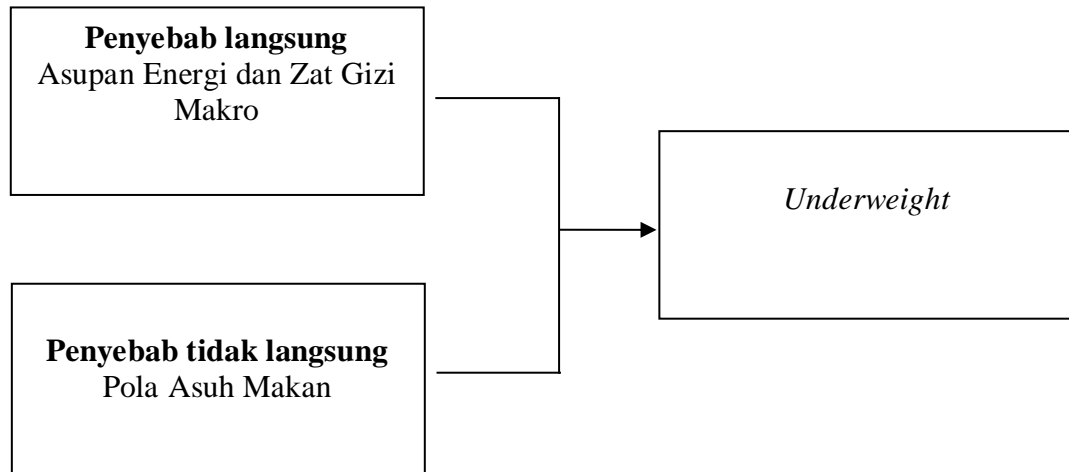 Penyebab langsung
Asupan Energi dan Zat Gizi
Makro
Underweight
Penyebab tidak langsung
Pola Asuh Makan